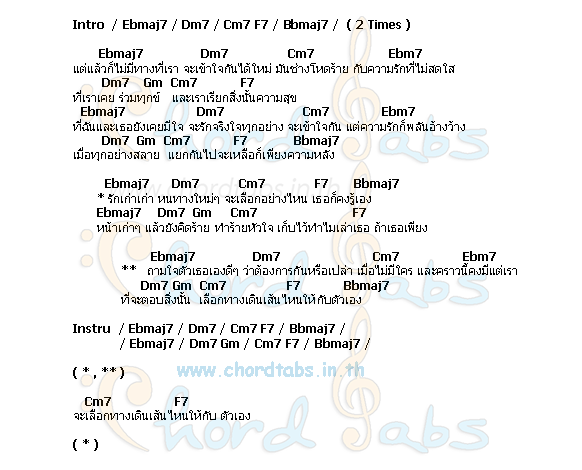 Intro / Ebmaj7 / Dm7 / Cm7 F7 / Bbmaj7 / ( 2 Times )
Ebmaj7 Dm7 Cm7 Ebm7
แต่แล้วก็ไม่มีทางที่เรา จะเข้าใจกันได้ใหม่ มันช่างโหดร้าย กับความรักที่ไม่สดใส
Dm7 Gm Cm7 F7
ที่เราเคย ร่วมทุกข์ และเราเรียกสิ่งนั้นความสุข
Ebmaj7 Dm7 Cm7 Ebm7
ที่ฉันและเธอยังเคยมีใจ จะรักจริงใจทุกอย่าง จะเข้าใจกัน แต่ความรักก็พลันอ้างว้าง
Dm7 Gm Cm7 F7 Bbmaj7
เมื่อทุกอย่างสลาย แยกกันไปจะเหลือก็เพียงความหลัง
Ebmaj7 Dm7 Cm7 F7 Bbmaj7
* รักเก่าเก่า หนทางใหม่ๆ จะเลือกอย่างไหน เธอก็คงรู้เอง
Ebmaj7 Dm7 Gm Cm7 F7
หน้าเก่าๆ แล้วยังคิดร้าย ทำร้ายหัวใจ เก็บไว้ทำไมเล่าเธอ ถ้าเธอเพียง
Ebmaj7 Dm7 Cm7 Ebm7
** ถามใจตัวเธอเองดีๆ ว่าต้องการกันหรือเปล่า เมื่อไม่มีใคร และคราวนี้คงมีแต่เรา
Dm7 Gm Cm7 F7 Bbmaj7
ที่จะตอบสิ่งนั้น เลือกทางเดินเส้นไหนให้กับตัวเอง
Instru / Ebmaj7 / Dm7 / Cm7 F7 / Bbmaj7 /
/ Ebmaj7 / Dm7 Gm / Cm7 F7 / Bbmaj7 /
( * , ** )
www.chordtabs.in.th
Cm7 F7
จะเลือกทางเดินเส้นไหนให้กับ ตัวเอง
( * )